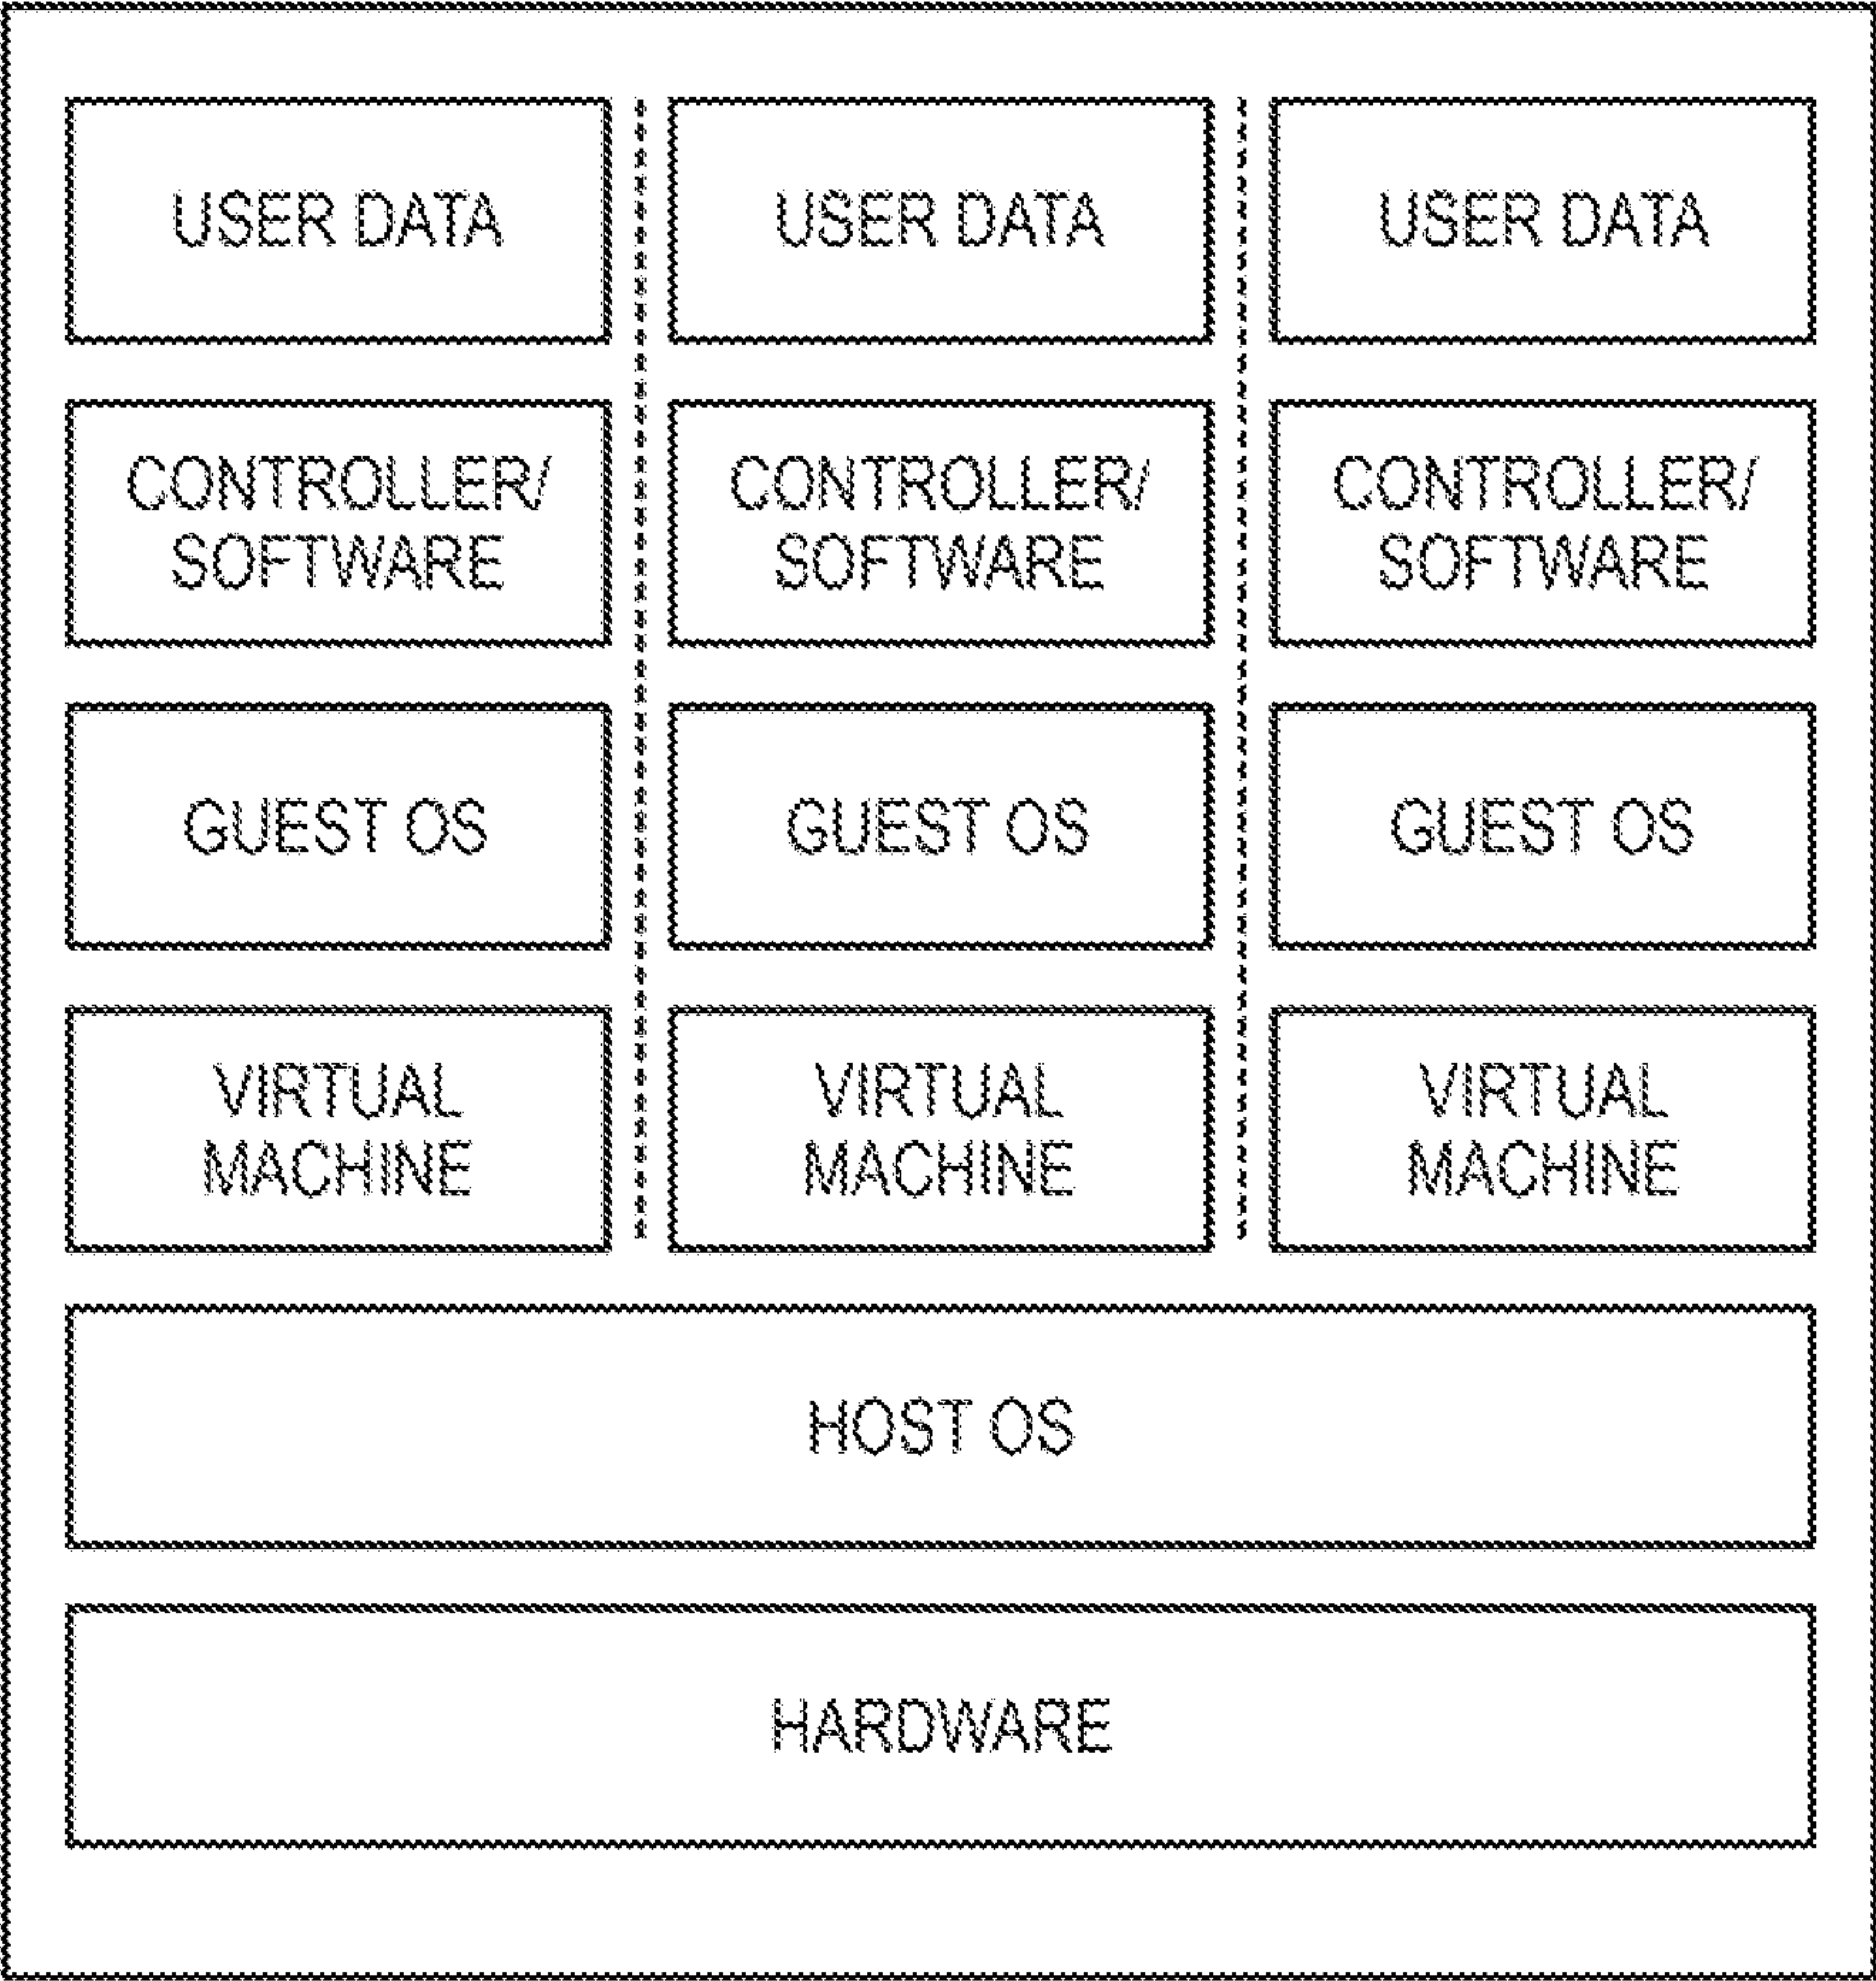 USER DATA
USER DATA
USER DATA
CONTROLLER/
SOFTWARE
CONTROLLER/
SOFTWARE
CONTROLLER/
SOFTWARE
GUEST OS
GUEST OS
GUEST OS
VIRTUAL
MACHINE
VIRTUAL
MACHINE
VIRTUAL
MACHINE
HOST OS
HARDWARE